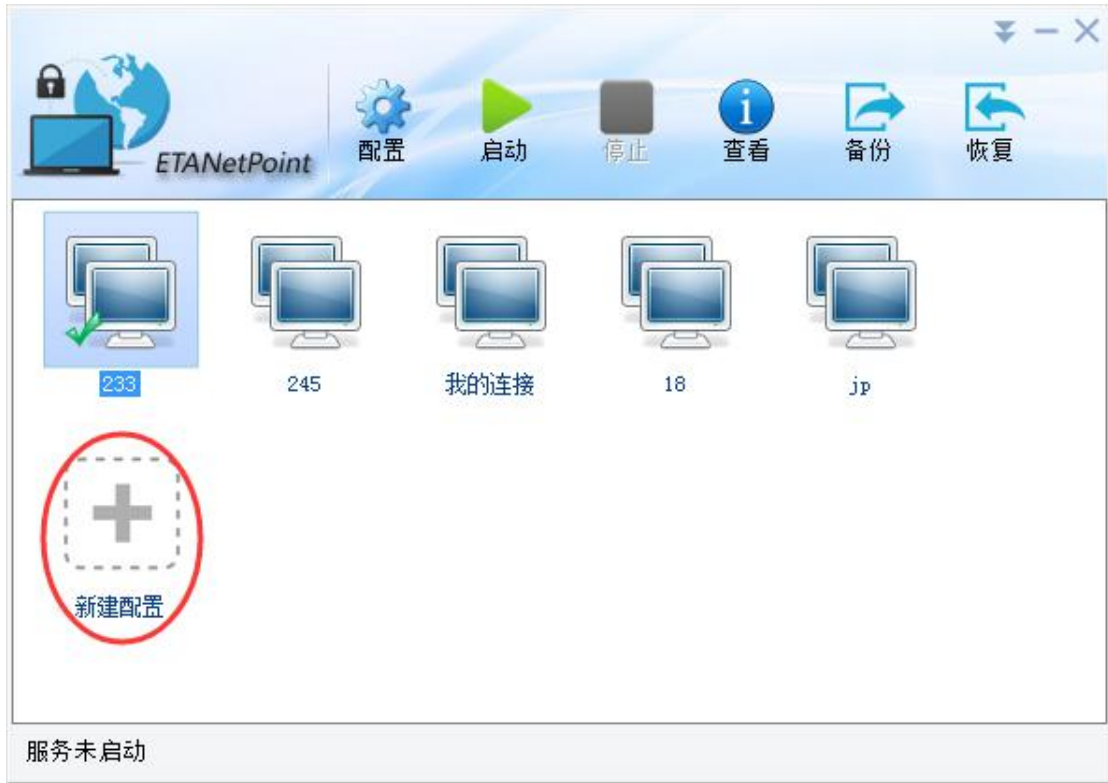 ETANetPoint
配置
启动
停止
查看
备份
恢复
233
245
我的连接
18
jp
新建配置
服务未启动